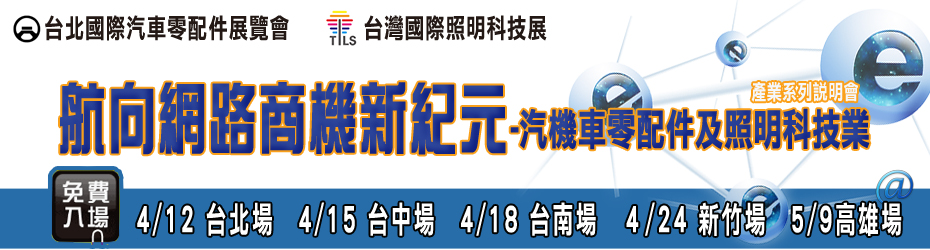 台北國際汽車零配件展覽會
TiLS 台灣國際照明科技展
產業系列説明會
航向網路商機新紀元-汽機車零配件及照明科技業
免費入場
4/12 台北場 4/15 台中場 4/18 台南場 4/24 新竹場 5/9高雄場
e
e
e
@